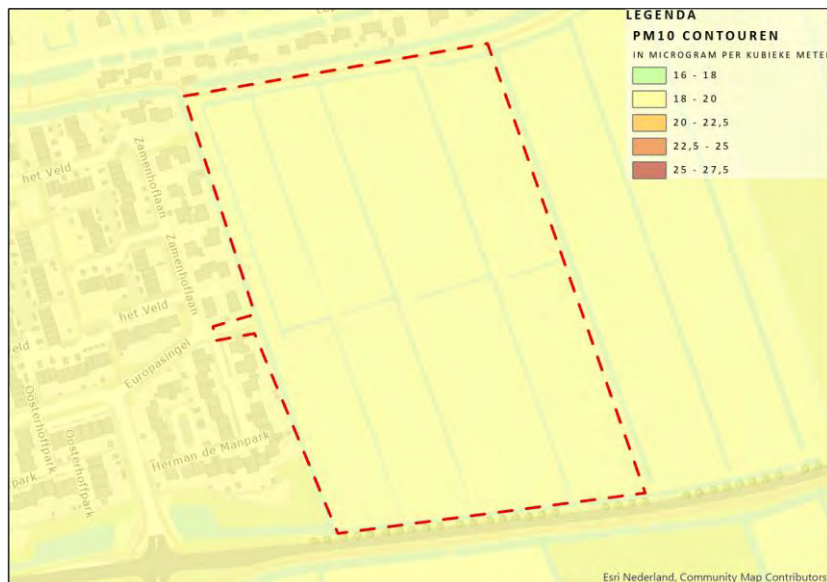 LEGENDA
PM10 CONTOUREN
IN MICROGRAM PER KUBIEKE METER
16 - 18
18 - 20
20 - 22,5
22,5 - 25
25 - 27,5
het Veld
Zamenhoflaan
Zamenhoflaan
het Veld
eld
Europasingel
Oosterhoffpark
Oosterhoffpark
Herman de Manpark
park
Esri Nederland, Community Map Contributors